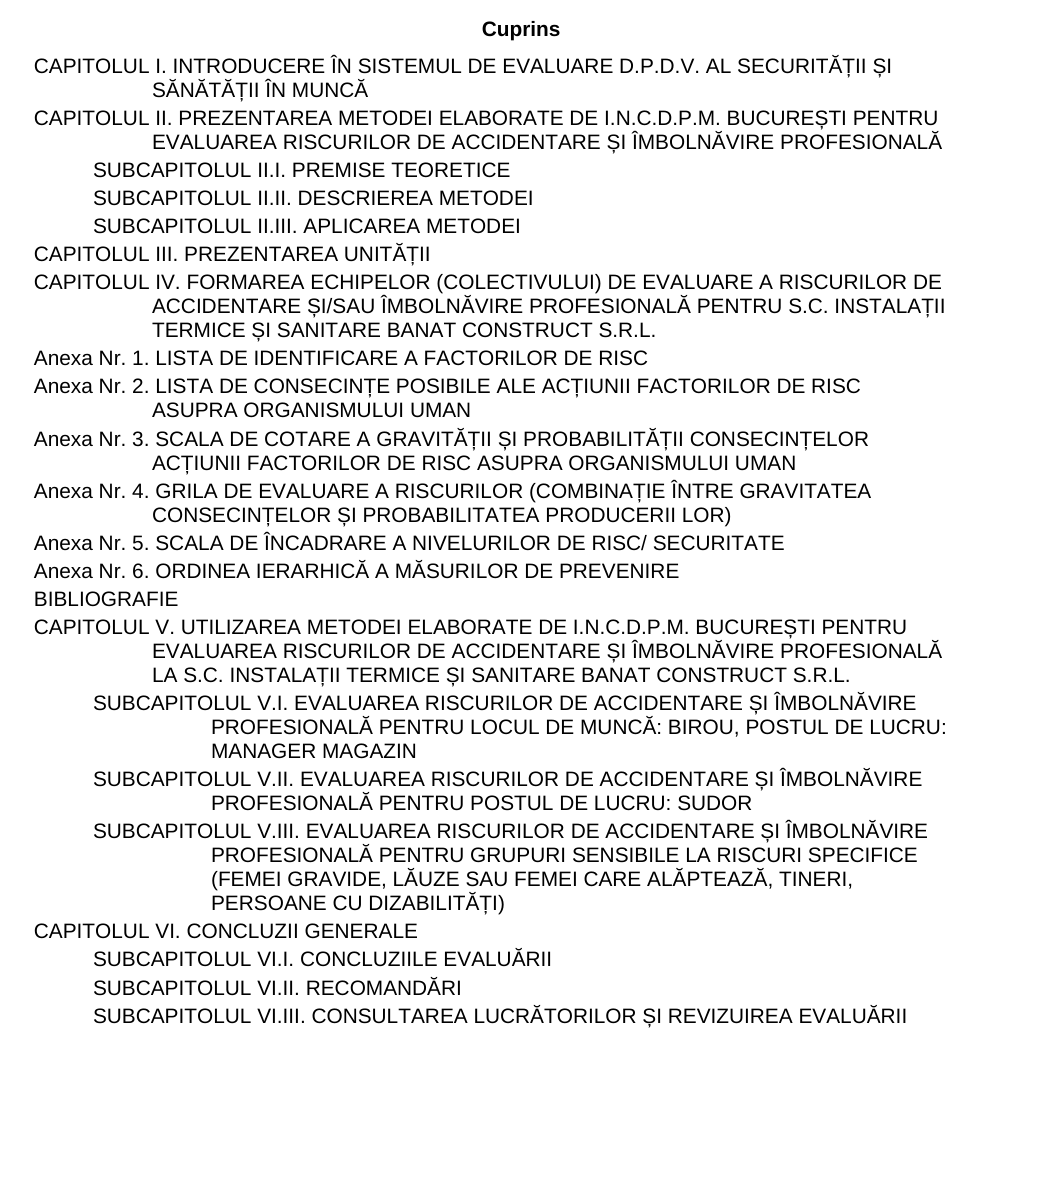 Cuprins
CAPITOLUL I. INTRODUCERE ÎN SISTEMUL DE EVALUARE D.P.D.V. AL SECURITĂȚII ȘI
SĂNĂTĂȚII ÎN MUNCĂ
CAPITOLUL II. PREZENTAREA METODEI ELABORATE DE I.N.C.D.P.M. BUCUREȘTI PENTRU
EVALUAREA RISCURILOR DE ACCIDENTARE ȘI ÎMBOLNĂVIRE PROFESIONALĂ
SUBCAPITOLUL II.I. PREMISE TEORETICE
SUBCAPITOLUL II.II. DESCRIEREA METODEI
SUBCAPITOLUL II.III. APLICAREA METODEI
CAPITOLUL III. PREZENTAREA UNITĂȚII
CAPITOLUL IV. FORMAREA ECHIPELOR (COLECTIVULUI) DE EVALUARE A RISCURILOR DE
ACCIDENTARE ȘI/SAU ÎMBOLNĂVIRE PROFESIONALĂ PENTRU S.C. INSTALAȚII
TERMICE ȘI SANITARE BANAT CONSTRUCT S.R.L.
Anexa Nr. 1. LISTA DE IDENTIFICARE A FACTORILOR DE RISC
Anexa Nr. 2. LISTA DE CONSECINȚE POSIBILE ALE ACȚIUNII FACTORILOR DE RISC
ASUPRA ORGANISMULUI UMAN
Anexa Nr. 3. SCALA DE COTARE A GRAVITĂȚII ȘI PROBABILITĂȚII CONSECINȚELOR
ACȚIUNII FACTORILOR DE RISC ASUPRA ORGANISMULUI UMAN
Anexa Nr. 4. GRILA DE EVALUARE A RISCURILOR (COMBINAȚIE ÎNTRE GRAVITATEA
CONSECINȚELOR ȘI PROBABILITATEA PRODUCERII LOR)
Anexa Nr. 5. SCALA DE ÎNCADRARE A NIVELURILOR DE RISC/ SECURITATE
Anexa Nr. 6. ORDINEA IERARHICĂ A MĂSURILOR DE PREVENIRE
BIBLIOGRAFIE
CAPITOLUL V. UTILIZAREA METODEI ELABORATE DE I.N.C.D.P.M. BUCUREȘTI PENTRU
EVALUAREA RISCURILOR DE ACCIDENTARE ȘI ÎMBOLNĂVIRE PROFESIONALĂ
LA S.C. INSTALAȚII TERMICE ȘI SANITARE BANAT CONSTRUCT S.R.L.
SUBCAPITOLUL V.I. EVALUAREA RISCURILOR DE ACCIDENTARE ȘI ÎMBOLNĂVIRE
PROFESIONALĂ PENTRU LOCUL DE MUNCĂ: BIROU, POSTUL DE LUCRU:
MANAGER MAGAZIN
SUBCAPITOLUL V.II. EVALUAREA RISCURILOR DE ACCIDENTARE ȘI ÎMBOLNĂVIRE
PROFESIONALĂ PENTRU POSTUL DE LUCRU: SUDOR
SUBCAPITOLUL V.III. EVALUAREA RISCURILOR DE ACCIDENTARE ȘI ÎMBOLNĂVIRE
PROFESIONALĂ PENTRU GRUPURI SENSIBILE LA RISCURI SPECIFICE
(FEMEI GRAVIDE, LĂUZE SAU FEMEI CARE ALĂPTEAZĂ, TINERI,
PERSOANE CU DIZABILITĂȚI)
CAPITOLUL VI. CONCLUZII GENERALE
SUBCAPITOLUL VI.I. CONCLUZIILE EVALUĂRII
SUBCAPITOLUL VI.II. RECOMANDĂRI
SUBCAPITOLUL VI.III. CONSULTAREA LUCRĂTORILOR ȘI REVIZUIREA EVALUĂRII